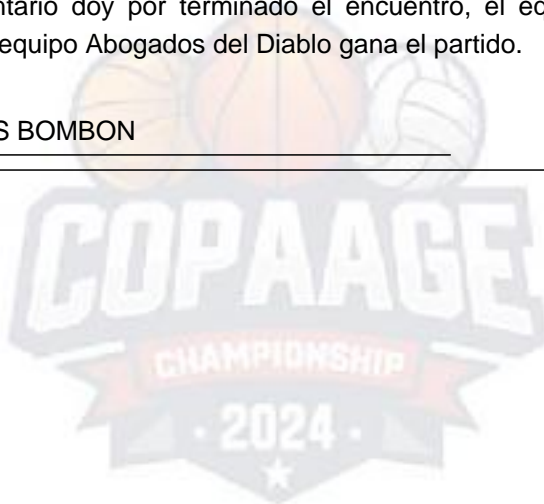 ntario doy por terminado el encuentro, el eq
equipo Abogados del Diablo gana el partido.
S BOMBON
COPAAGE
CHAMPIONSHIP
· 2024 ·